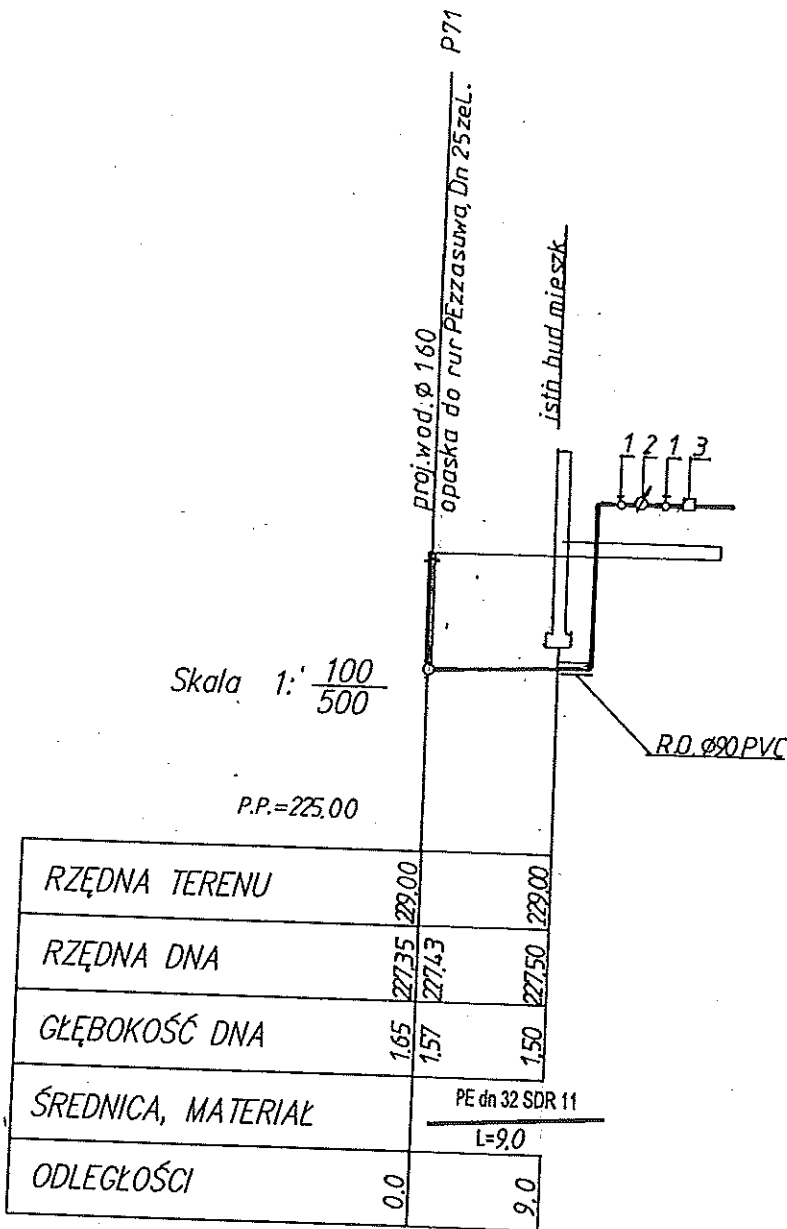 P71
proj.wod.ϕ 160
opaska do rur PEzzasuwą Dn 25 żeL.
istn bud mieszk
1 2 1 3
Skala 1: 100
500
R.O. ϕ90PVC
P.P.=225.00
RZĘDNA TERENU 229,00 229,00
RZĘDNA DNA 227,35 227,43 227,50
GŁĘBOKOŚĆ DNA 1.65 1.57 1.50
ŚREDNICA, MATERIAŁ PE dn 32 SDR 11
L=9,0
ODLEGŁOŚCI 0.0 9.0